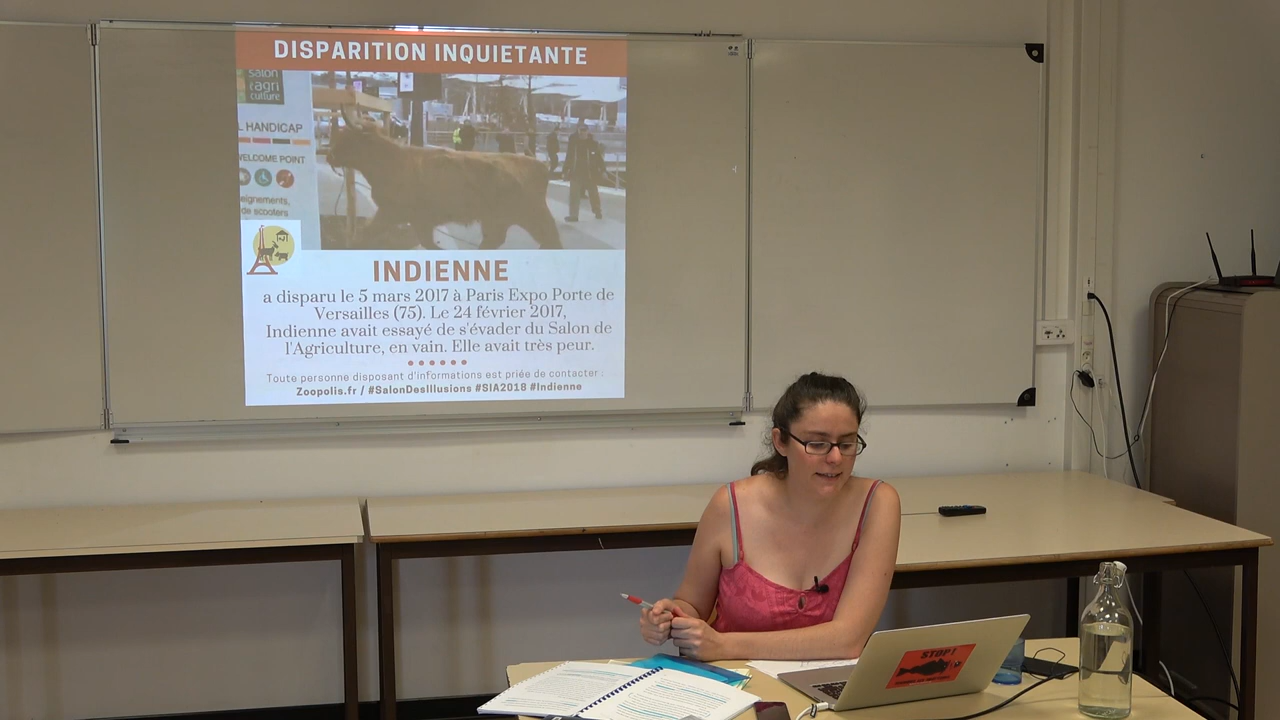 DISPARITION INQUIETANTE
salon
agri
culture
L HANDICAP
WELCOME POINT
eignements,
de scooters
INDIENNE
a disparu le 5 mars 2017 à Paris Expo Porte de
Versailles (75). Le 24 février 2017,
Indienne avait essayé de s'évader du Salon de
l'Agriculture, en vain. Elle avait très peur.
Toute personne disposant d'informations est priée de contacter :
Zoopolis.fr / #SalonDesIllusions #SIA2018 #Indienne
STOP!